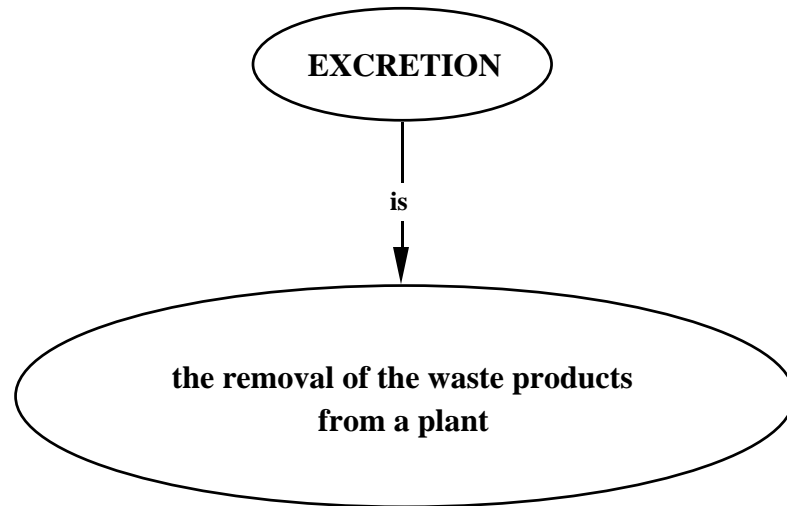 EXCRETION
is
the removal of the waste products
from a plant